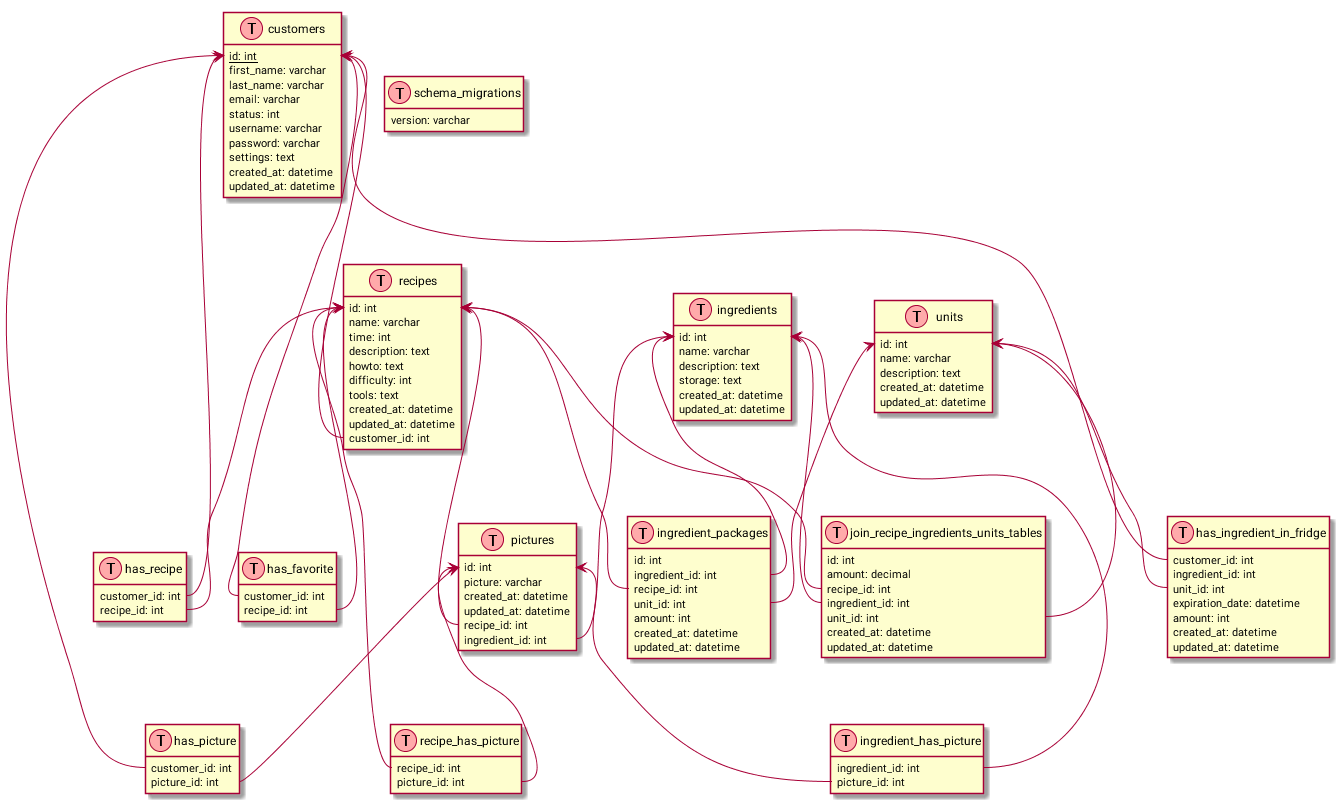 T customers
id: int
first_name: varchar
last_name: varchar
email: varchar
status: int
username: varchar
password: varchar
settings: text
created_at: datetime
updated_at: datetime
T schema_migrations
version: varchar
T recipes
id: int
name: varchar
time: int
description: text
howto: text
difficulty: int
tools: text
created_at: datetime
updated_at: datetime
customer_id: int
T ingredients
id: int
name: varchar
description: text
storage: text
created_at: datetime
updated_at: datetime
T units
id: int
name: varchar
description: text
created_at: datetime
updated_at: datetime
T has_recipe
customer_id: int
recipe_id: int
T has_favorite
customer_id: int
recipe_id: int
T pictures
id: int
picture: varchar
created_at: datetime
updated_at: datetime
recipe_id: int
ingredient_id: int
T ingredient_packages
id: int
ingredient_id: int
recipe_id: int
unit_id: int
amount: int
created_at: datetime
updated_at: datetime
T join_recipe_ingredients_units_tables
id: int
amount: decimal
recipe_id: int
ingredient_id: int
unit_id: int
created_at: datetime
updated_at: datetime
T has_ingredient_in_fridge
customer_id: int
ingredient_id: int
unit_id: int
expiration_date: datetime
amount: int
created_at: datetime
updated_at: datetime
T has_picture
customer_id: int
picture_id: int
T recipe_has_picture
recipe_id: int
picture_id: int
T ingredient_has_picture
ingredient_id: int
picture_id: int